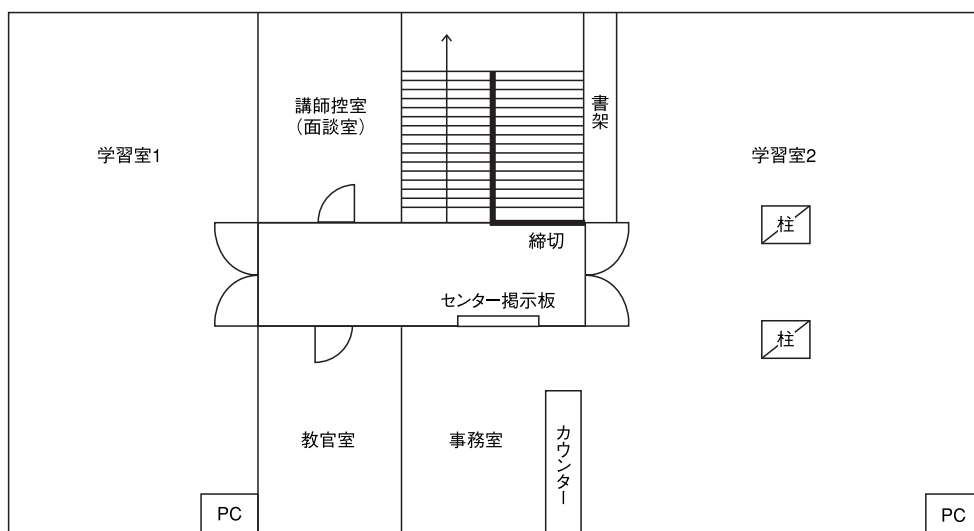 講師控室
（面談室）
書架
学習室1
学習室2
柱
締切
センター掲示板
柱
教官室
事務室
カウンター
PC
PC